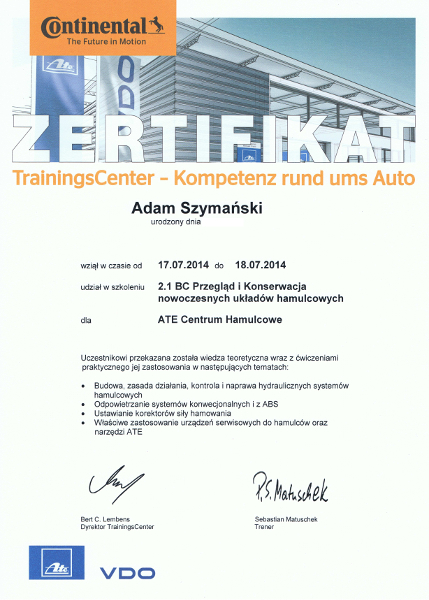 Continental
The Future in Motion
Ate
VDO
ZERTIFIKAT
TrainingsCenter – Kompetenz rund ums Auto
Adam Szymański
urodzony dnia
wziął w czasie od 17.07.2014 do 18.07.2014
udział w szkoleniu 2.1 BC Przegląd i Konserwacja
nowoczesnych układów hamulcowych
dla ATE Centrum Hamulcowe
Uczestnikowi przekazana została wiedza teoretyczna wraz z ćwiczeniami
praktycznego jej zastosowania w następujących tematach:
• Budowa, zasada działania, kontrola i naprawa hydraulicznych systemów
hamulcowych
• Odpowietrzanie systemów konwecjonalnych i z ABS
• Ustawianie korektorów siły hamowania
• Właściwe zastosowanie urządzeń serwisowych do hamulców oraz
narzędzi ATE
P.S. Matuschek
Bert C. Lembens
Dyrektor TrainingsCenter
Sebastian Matuschek
Trener
Ate
VDO